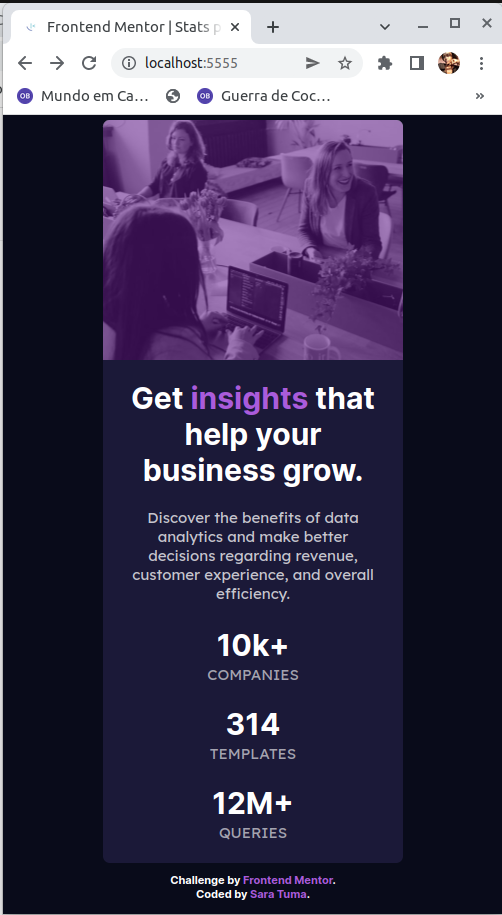 Frontend Mentor | Stats p
localhost:5555
OB Mundo em Ca… OB Guerra de Coc… »
Get insights that
help your
business grow.
Discover the benefits of data
analytics and make better
decisions regarding revenue,
customer experience, and overall
efficiency.
10k+
COMPANIES
314
TEMPLATES
12M+
QUERIES
Challenge by Frontend Mentor.
Coded by Sara Tuma.